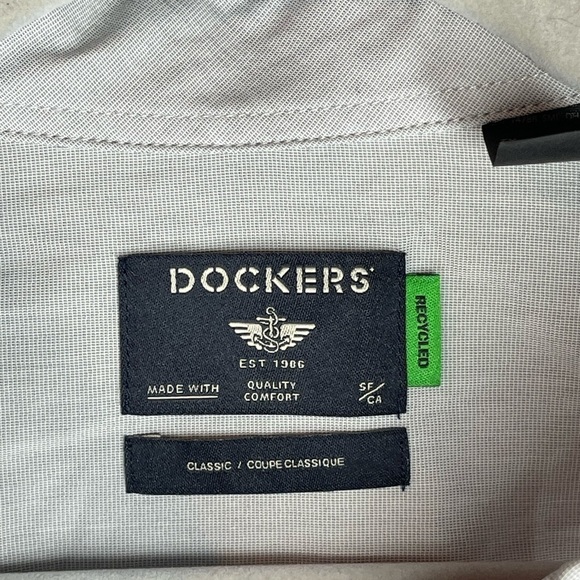 DOCKERS
EST 1986
MADE WITH
QUALITY
COMFORT
SF/
CA
RECYCLED
CLASSIC / COUPE CLASSIQUE